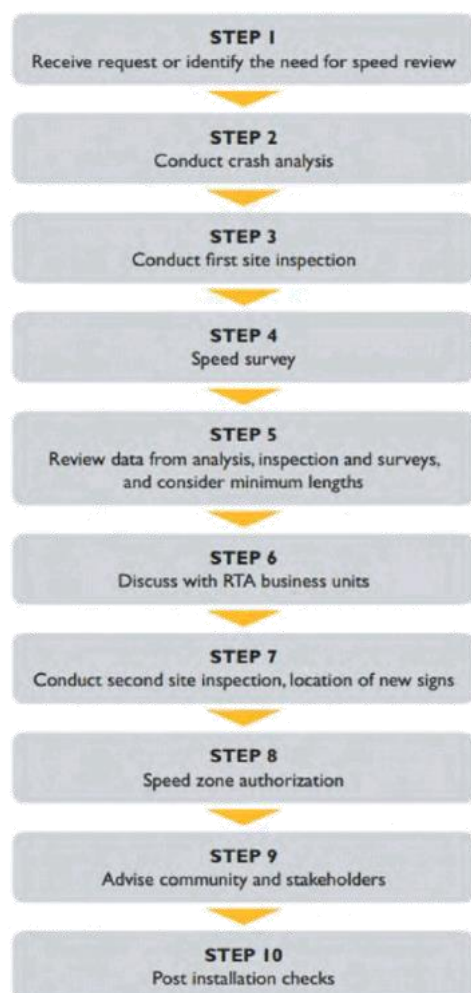 STEP 1
Receive request or identify the need for speed review
STEP 2
Conduct crash analysis
STEP 3
Conduct first site inspection
STEP 4
Speed survey
STEP 5
Review data from analysis, inspection and surveys,
and consider minimum lengths
STEP 6
Discuss with RTA business units
STEP 7
Conduct second site inspection, location of new signs
STEP 8
Speed zone authorization
STEP 9
Advise community and stakeholders
STEP 10
Post installation checks